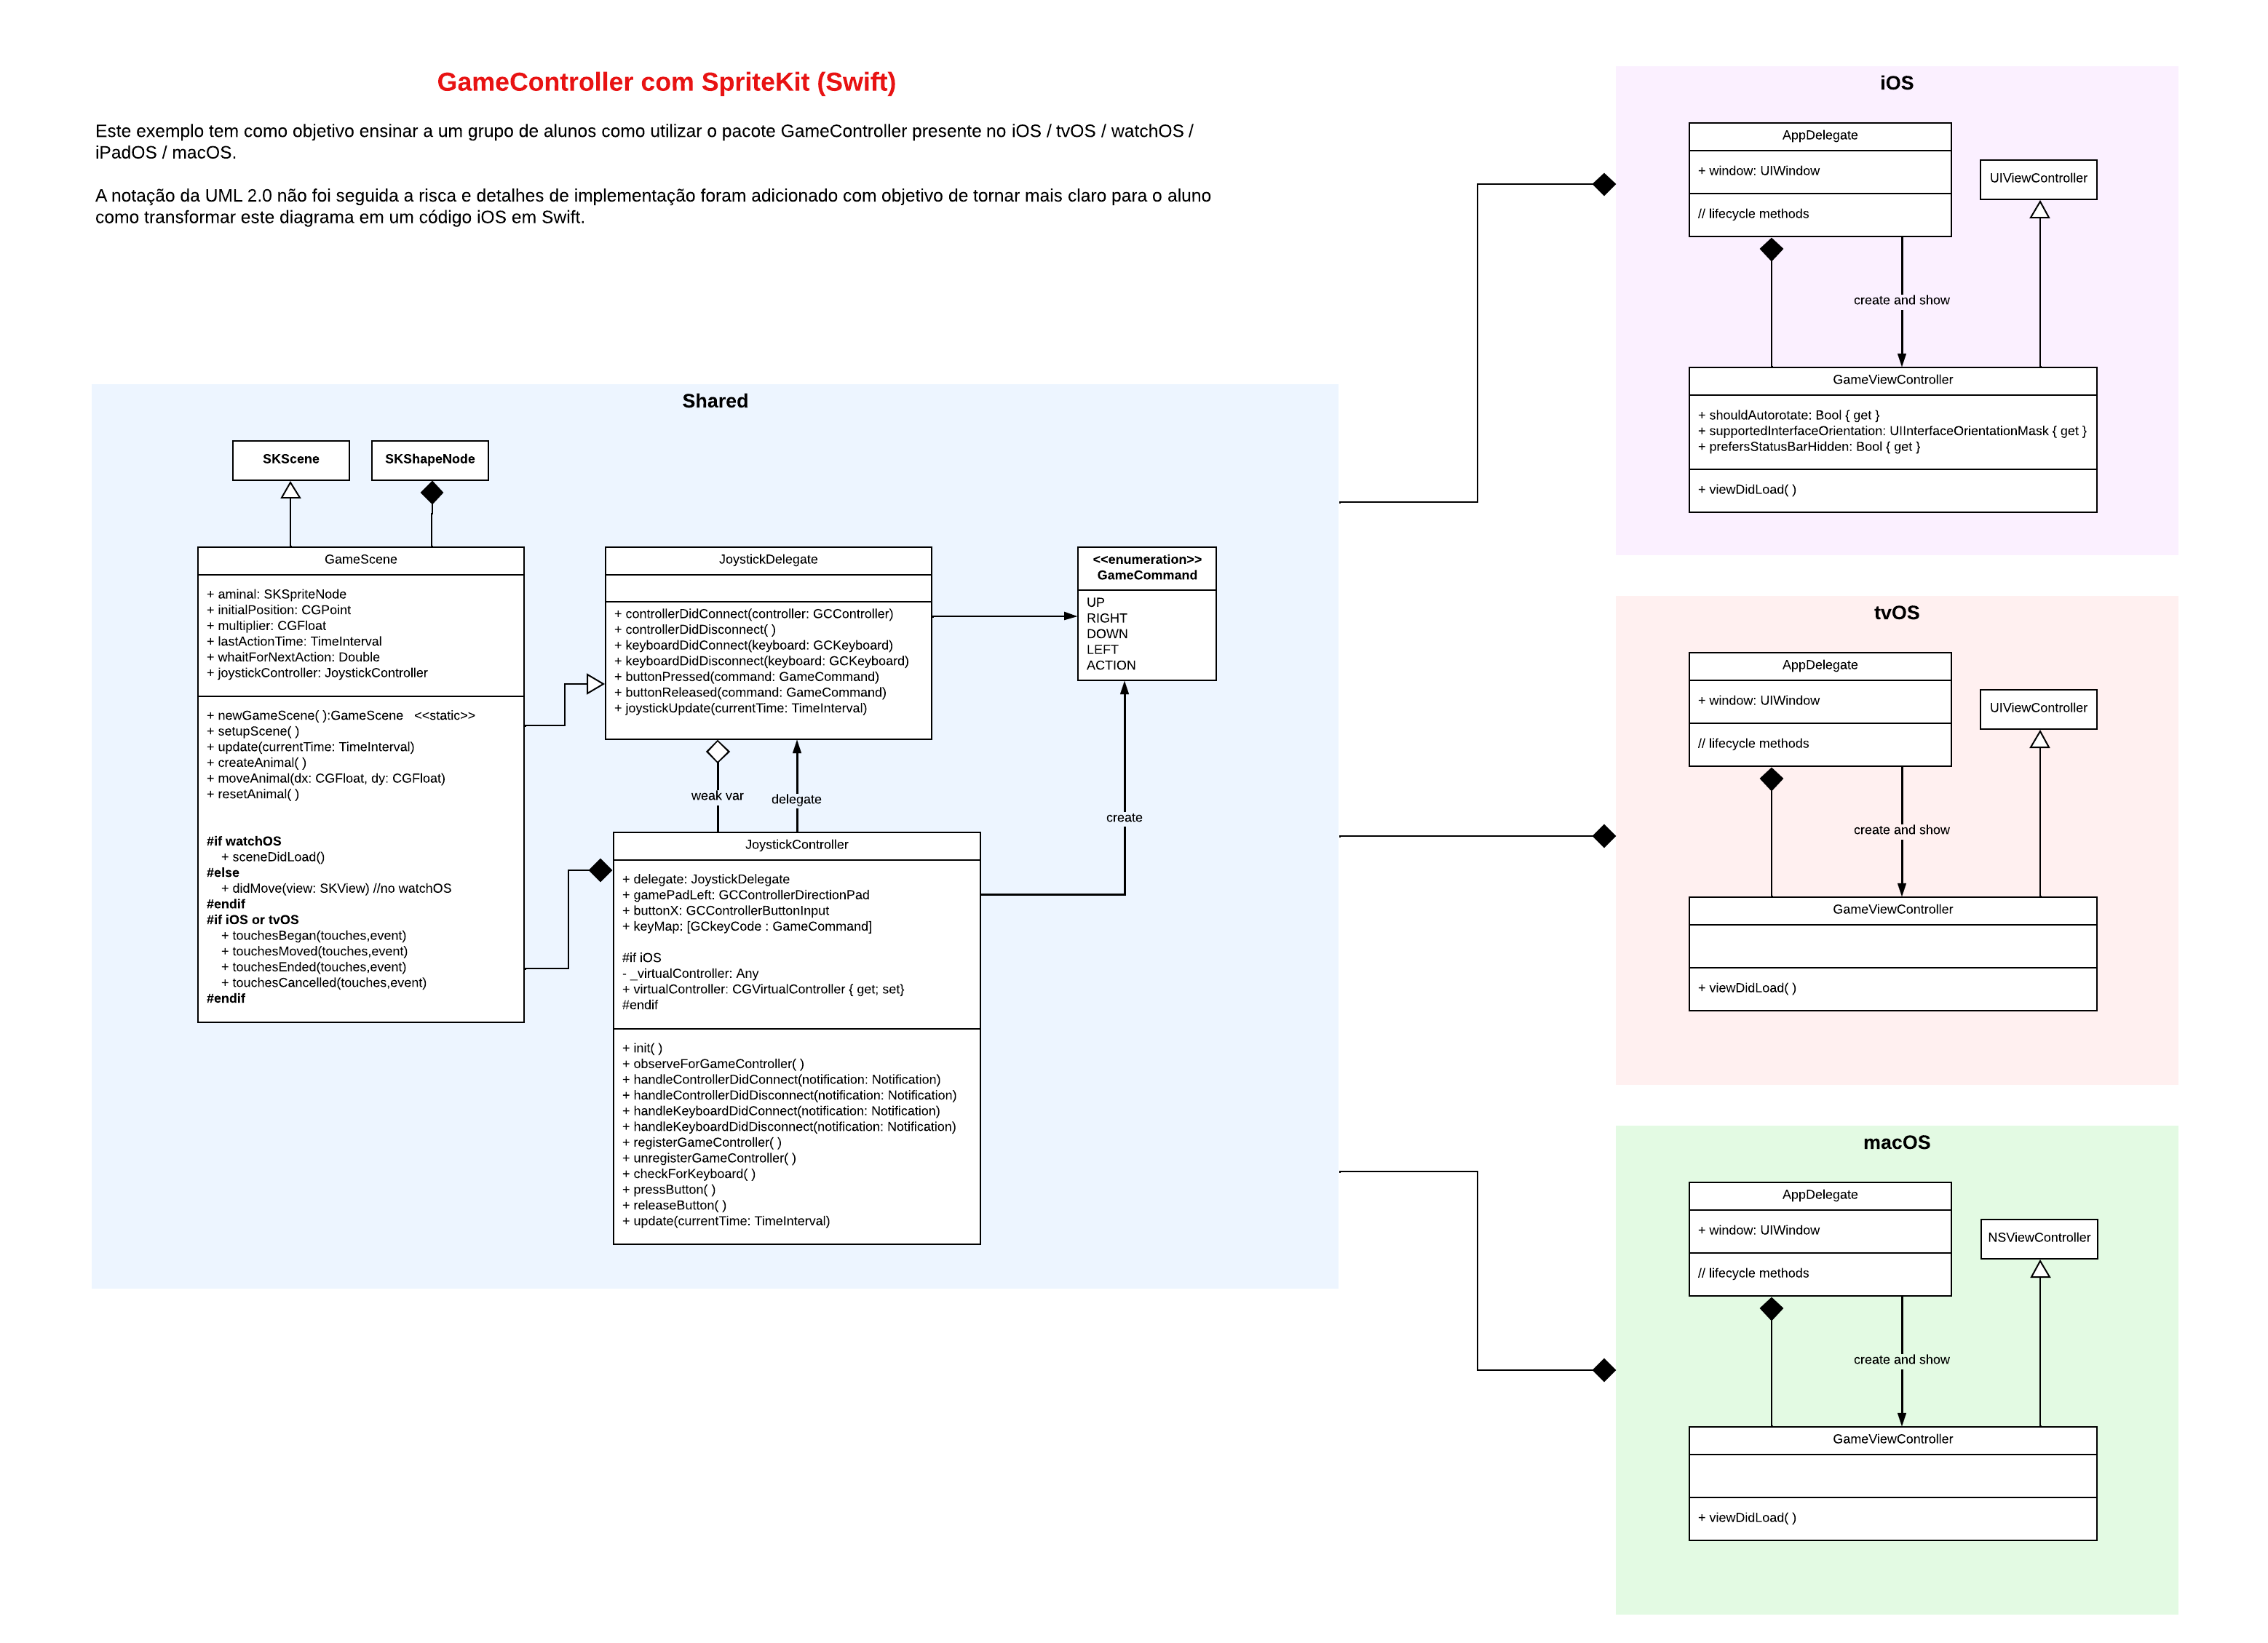 GameController com SpriteKit (Swift)
Este exemplo tem como objetivo ensinar a um grupo de alunos como utilizar o pacote GameController presente no iOS / tvOS / watchOS /
iPadOS / macOS.
A notação da UML 2.0 não foi seguida a risca e detalhes de implementação foram adicionado com objetivo de tornar mais claro para o aluno
como transformar este diagrama em um código iOS em Swift.
Shared
SKScene
SKShapeNode
GameScene
+ aminal: SKSpriteNode
+ initialPosition: CGPoint
+ multiplier: CGFloat
+ lastActionTime: TimeInterval
+ whaitForNextAction: Double
+ joystickController: JoystickController
+ newGameScene( ):GameScene <<static>>
+ setupScene( )
+ update(currentTime: TimeInterval)
+ createAnimal( )
+ moveAnimal(dx: CGFloat, dy: CGFloat)
+ resetAnimal( )
#if watchOS
+ sceneDidLoad()
#else
+ didMove(view: SKView) //no watchOS
#endif
#if iOS or tvOS
+ touchesBegan(touches,event)
+ touchesMoved(touches,event)
+ touchesEnded(touches,event)
+ touchesCancelled(touches,event)
#endif
JoystickDelegate
+ controllerDidConnect(controller: GCController)
+ controllerDidDisconnect( )
+ keyboardDidConnect(keyboard: GCKeyboard)
+ keyboardDidDisconnect(keyboard: GCKeyboard)
+ buttonPressed(command: GameCommand)
+ buttonReleased(command: GameCommand)
+ joystickUpdate(currentTime: TimeInterval)
<<enumeration>>
GameCommand
UP
RIGHT
DOWN
LEFT
ACTION
weak var
delegate
create
JoystickController
+ delegate: JoystickDelegate
+ gamePadLeft: GCControllerDirectionPad
+ buttonX: GCControllerButtonInput
+ keyMap: [GCkeyCode : GameCommand]
#if iOS
- _virtualController: Any
+ virtualController: CGVirtualController { get; set}
#endif
+ init( )
+ observeForGameController( )
+ handleControllerDidConnect(notification: Notification)
+ handleControllerDidDisconnect(notification: Notification)
+ handleKeyboardDidConnect(notification: Notification)
+ handleKeyboardDidDisconnect(notification: Notification)
+ registerGameController( )
+ unregisterGameController( )
+ checkForKeyboard( )
+ pressButton( )
+ releaseButton( )
+ update(currentTime: TimeInterval)
iOS
AppDelegate
+ window: UIWindow
// lifecycle methods
UIViewController
create and show
GameViewController
+ shouldAutorotate: Bool { get }
+ supportedInterfaceOrientation: UIInterfaceOrientationMask { get }
+ prefersStatusBarHidden: Bool { get }
+ viewDidLoad( )
tvOS
AppDelegate
+ window: UIWindow
// lifecycle methods
UIViewController
create and show
GameViewController
+ viewDidLoad( )
macOS
AppDelegate
+ window: UIWindow
// lifecycle methods
NSViewController
create and show
GameViewController
+ viewDidLoad( )